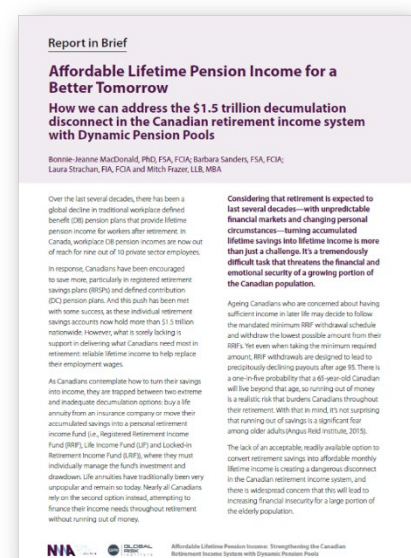 Report in Brief
Affordable Lifetime Pension Income for a
Better Tomorrow
How we can address the $1.5 trillion decumulation
disconnect in the Canadian retirement income system
with Dynamic Pension Pools
Bonnie-Jeanne MacDonald, PhD, FSA, FCIA; Barbara Sanders, FSA, FCIA;
Laura Strachan, FIA, FCIA and Mitch Frazer, LLB, MBA
Over the last several decades, there has been a
global decline in traditional workplace defined
benefit (DB) pension plans that provide lifetime
income for workers after retirement. In
Canada, workplace DB pension incomes are now out
of reach for nine out of 10 private sector employees.
In response, Canadians have been encouraged
to save more, particularly in registered retirement
savings plans (RRSPs) and defined contribution
(DC) pension plans. And this push has been met
with some success, as these individual retirement
savings accounts now hold more than $1.5 trillion
nationwide. However, what is sorely lacking is
support in delivering what Canadians need most in
retirement: reliable lifetime income to help replace
their employment wages.
As Canadians contemplate how to turn their savings
into income, they are trapped between two extreme
and inadequate decumulation options: buy a life
annuity from an insurance company or move their
accumulated savings into a personal retirement
income fund (i.e., Registered Retirement Income
Fund (RRIF), Life Income Fund (LIF) and Locked-in
Retirement Income Fund (LRIF)), where they must
individually manage the fund's investment and
drawdown. Life annuities have traditionally been very
unpopular and remain so today. Nearly all Canadians
rely on the second option instead, attempting to
finance their income needs throughout retirement
without running out of money.
Considering that retirement is expected to
last several decades—with unpredictable
financial markets and changing personal
circumstances—turning accumulated
lifetime savings into lifetime income is more
than just a challenge. It's a tremendously
difficult task that threatens the financial and
emotional security of a growing portion of
the Canadian population.
Ageing Canadians who are concerned about having
sufficient income in later life may decide to follow
the mandated minimum RRIF withdrawal schedule
and withdraw the lowest possible amount from their
RRIFs. Yet even when taking the minimum required
amount, RRIF withdrawals are designed to lead to
precipitously declining payouts after age 95. There is
a one-in-five probability that a 65-year-old Canadian
will live beyond that age, so running out of money
is a realistic risk that burdens Canadians throughout
their retirement. With that in mind, it's not surprising
that running out of savings is a significant fear
among older adults (Angus Reid Institute, 2015).
The lack of an acceptable, readily available option to
convert retirement savings into affordable monthly
lifetime income is creating a dangerous disconnect
in the Canadian retirement income system, and
there is widespread concern that this will lead to
increasing financial insecurity for a large portion of
the elderly population.
NIA
GLOBAL
RISK
Affordable Lifetime Pension Income: Strengthening the Canadian
Retirement Income System with Dynamic Pension Pools